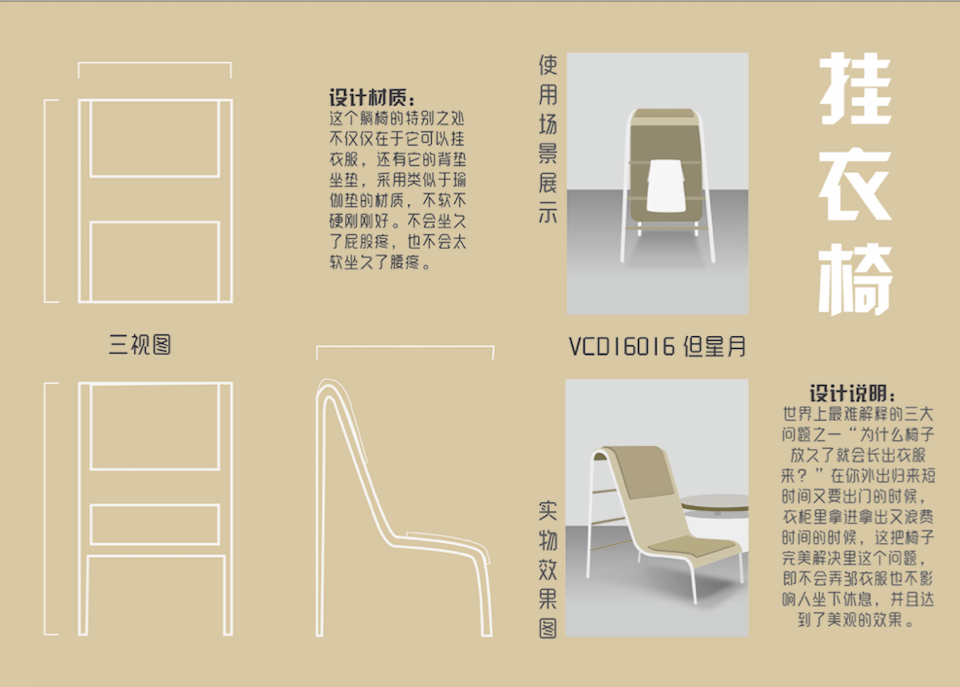 挂衣椅
设计材质：
这个躺椅的特别之处
不仅仅在于它可以挂
衣服，还有它的背垫
坐垫，采用类似于瑜
伽垫的材质，不软不
硬刚刚好。不会坐久
了屁股疼，也不会太
软坐久了腰疼。
使用场景展示
三视图
VCD16016 但星月
实物效果图
设计说明：
世界上最难解释的三大
问题之一“为什么椅子
放久了就会长出衣服
来？”在你外出归来短
时间又要出门的时候，
衣柜里拿进拿出又浪费
时间的时候，这把椅子
完美解决里这个问题，
即不会弄邹衣服也不影
响人坐下休息，并且达
到了美观的效果。